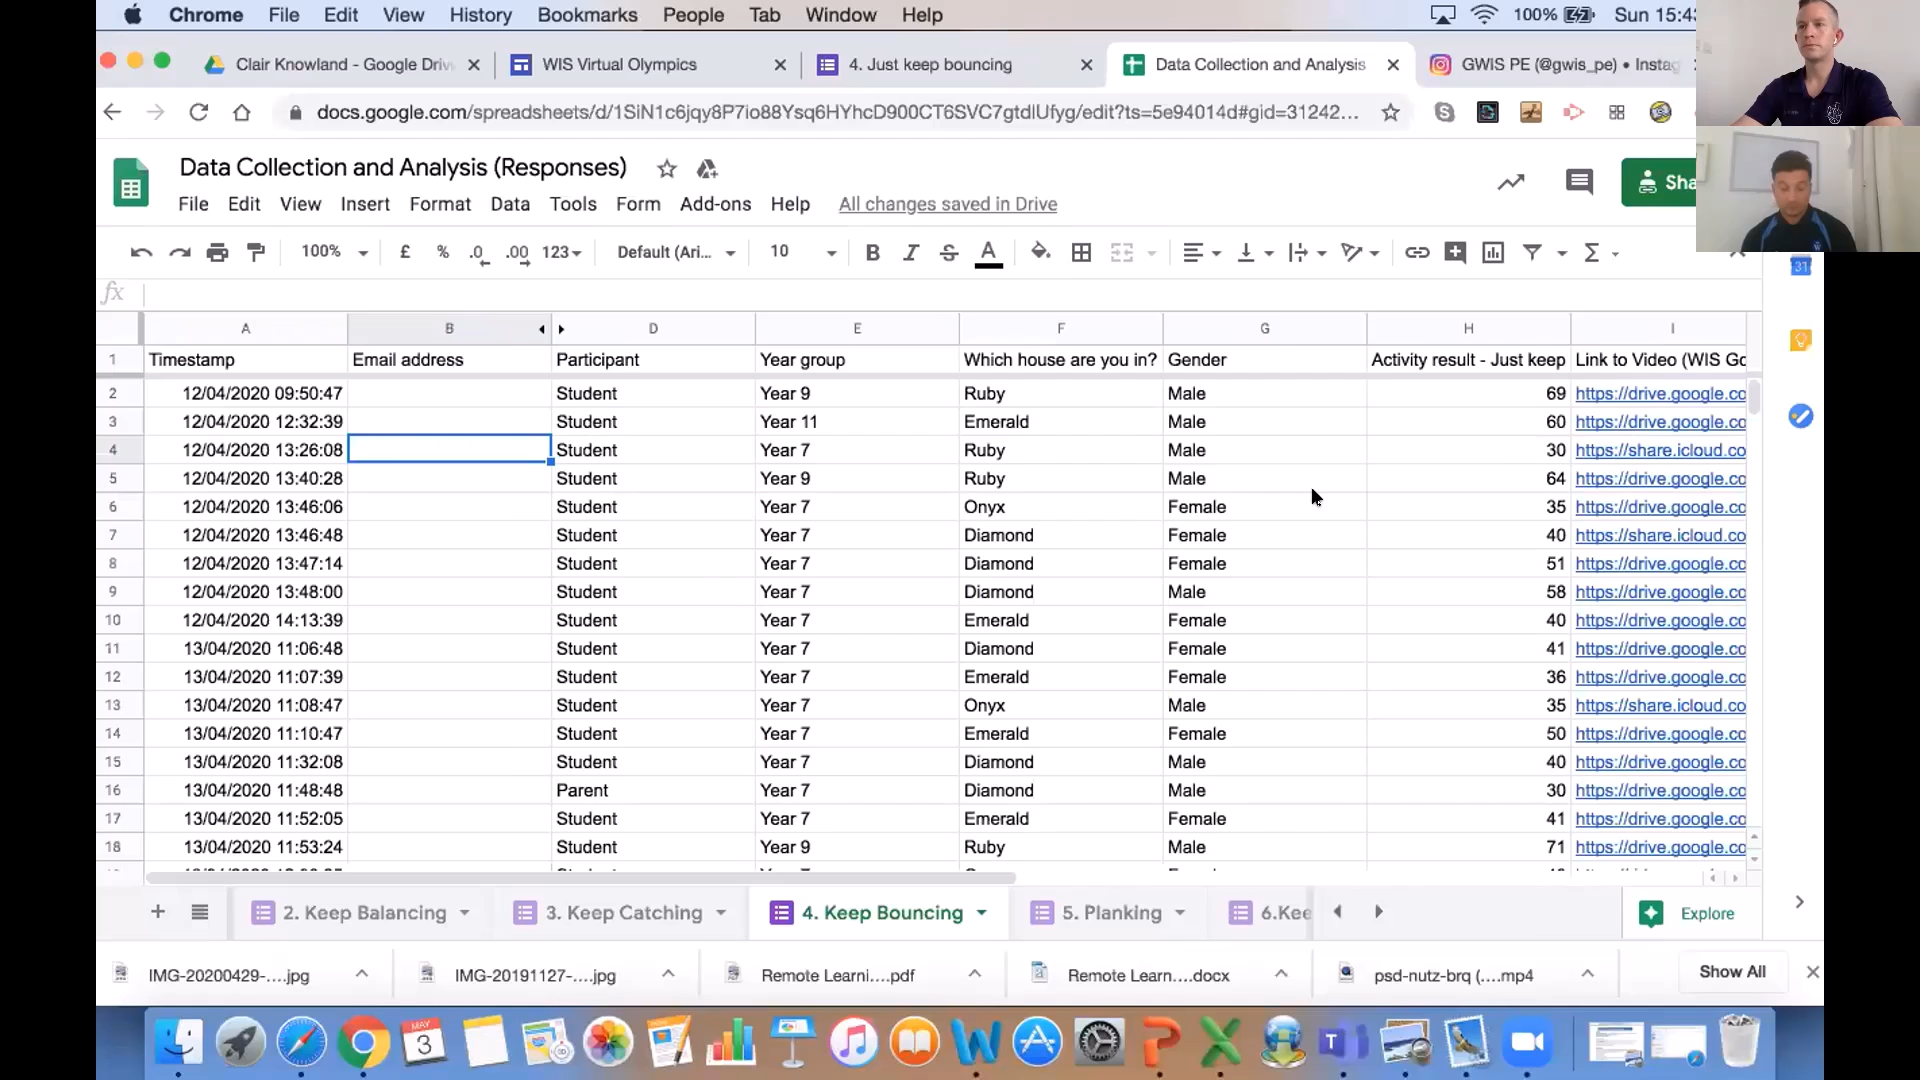 Chrome File Edit View History Bookmarks People Tab Window Help 100% Sun 15:43
Clair Knowland - Google Driv WIS Virtual Olympics 4. Just keep bouncing Data Collection and Analysis GWIS PE (@gwis_pe) • Instag
docs.google.com/spreadsheets/d/1SiN1c6jqy8P7io88Ysq6HYhcD900CT6SVC7gtdlUfyg/edit?ts=5e94014d#gid=31242...
Data Collection and Analysis (Responses)
File Edit View Insert Format Data Tools Form Add-ons Help All changes saved in Drive
Sha
100% £ % .0 .00 123 Default (Ari... 10 B I S A Σ
31
fx
A B D E F G H I
1 Timestamp Email address Participant Year group Which house are you in? Gender Activity result - Just keep Link to Video (WIS Go
2 12/04/2020 09:50:47 Student Year 9 Ruby Male 69 https://drive.google.co
3 12/04/2020 12:32:39 Student Year 11 Emerald Male 60 https://drive.google.co
4 12/04/2020 13:26:08 Student Year 7 Ruby Male 30 https://share.icloud.co
5 12/04/2020 13:40:28 Student Year 9 Ruby Male 64 https://drive.google.co
6 12/04/2020 13:46:06 Student Year 7 Onyx Female 35 https://drive.google.co
7 12/04/2020 13:46:48 Student Year 7 Diamond Female 40 https://share.icloud.co
8 12/04/2020 13:47:14 Student Year 7 Diamond Female 51 https://drive.google.co
9 12/04/2020 13:48:00 Student Year 7 Diamond Male 58 https://drive.google.co
10 12/04/2020 14:13:39 Student Year 7 Emerald Female 40 https://drive.google.co
11 13/04/2020 11:06:48 Student Year 7 Diamond Female 41 https://drive.google.co
12 13/04/2020 11:07:39 Student Year 7 Emerald Female 36 https://drive.google.co
13 13/04/2020 11:08:47 Student Year 7 Onyx Male 35 https://share.icloud.co
14 13/04/2020 11:10:47 Student Year 7 Emerald Female 50 https://drive.google.co
15 13/04/2020 11:32:08 Student Year 7 Diamond Male 40 https://drive.google.co
16 13/04/2020 11:48:48 Parent Year 7 Diamond Male 30 https://drive.google.co
17 13/04/2020 11:52:05 Student Year 7 Emerald Female 41 https://drive.google.co
18 13/04/2020 11:53:24 Student Year 9 Ruby Male 71 https://drive.google.co
2. Keep Balancing 3. Keep Catching 4. Keep Bouncing 5. Planking 6.Kee Explore
IMG-20200429-....jpg IMG-20191127-....jpg Remote Learni....pdf Remote Learn....docx psd-nutz-brq (....mp4 Show All
MAY
3